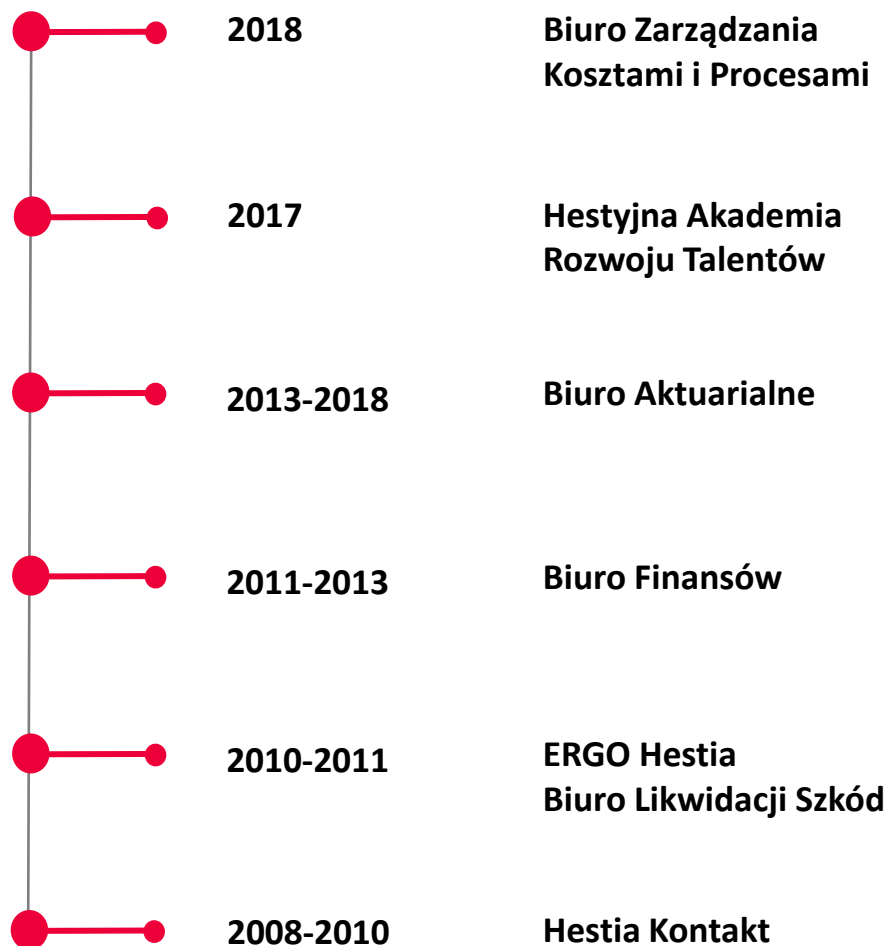 2018
Biuro Zarządzania
Kosztami i Procesami
2017
Hestyjna Akademia
Rozwoju Talentów
2013-2018
Biuro Aktuarialne
2011-2013
Biuro Finansów
2010-2011
ERGO Hestia
Biuro Likwidacji Szkód
2008-2010
Hestia Kontakt